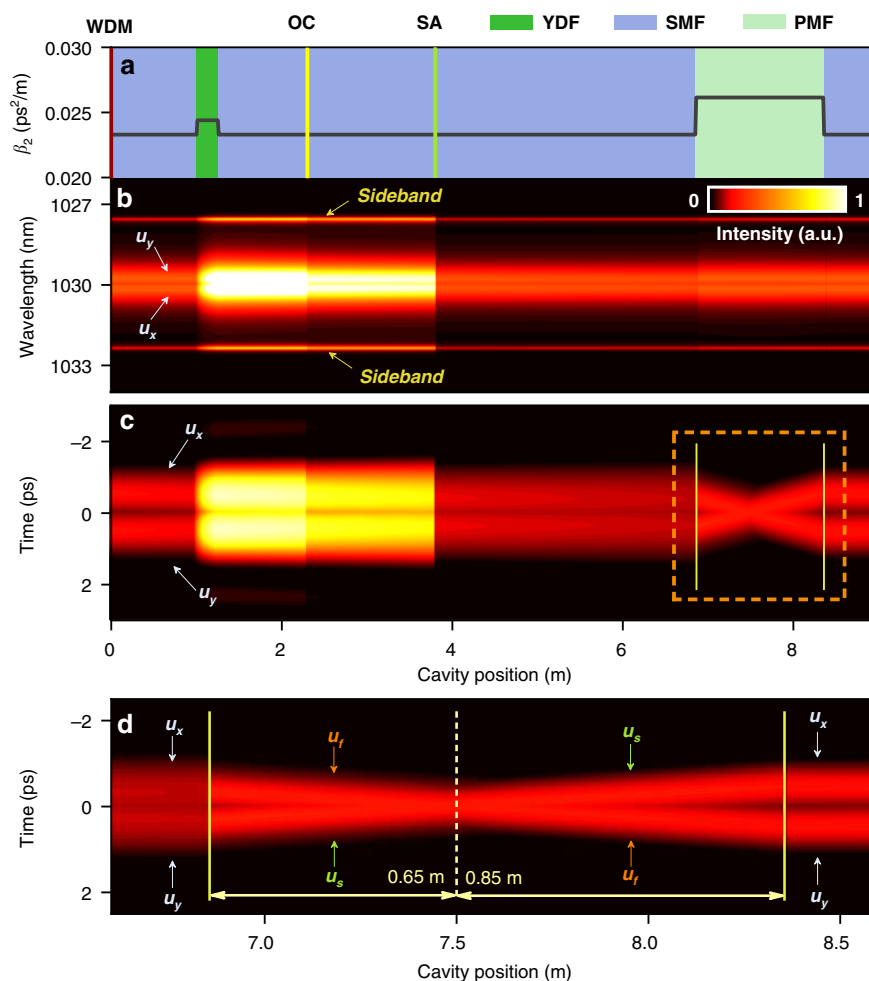 WDM OC SA YDF SMF PMF
a
0.030
0.025
0.020
β₂ (ps²/m)
b
Sideband
0 1
Intensity (a.u.)
u_y
u_x
Sideband
1027
1030
1033
Wavelength (nm)
c
u_x
u_y
–2
0
2
Time (ps)
0 2 4 6 8
Cavity position (m)
d
u_x u_f u_s u_x
u_y u_s u_f u_y
0.65 m 0.85 m
–2
0
2
Time (ps)
7.0 7.5 8.0 8.5
Cavity position (m)